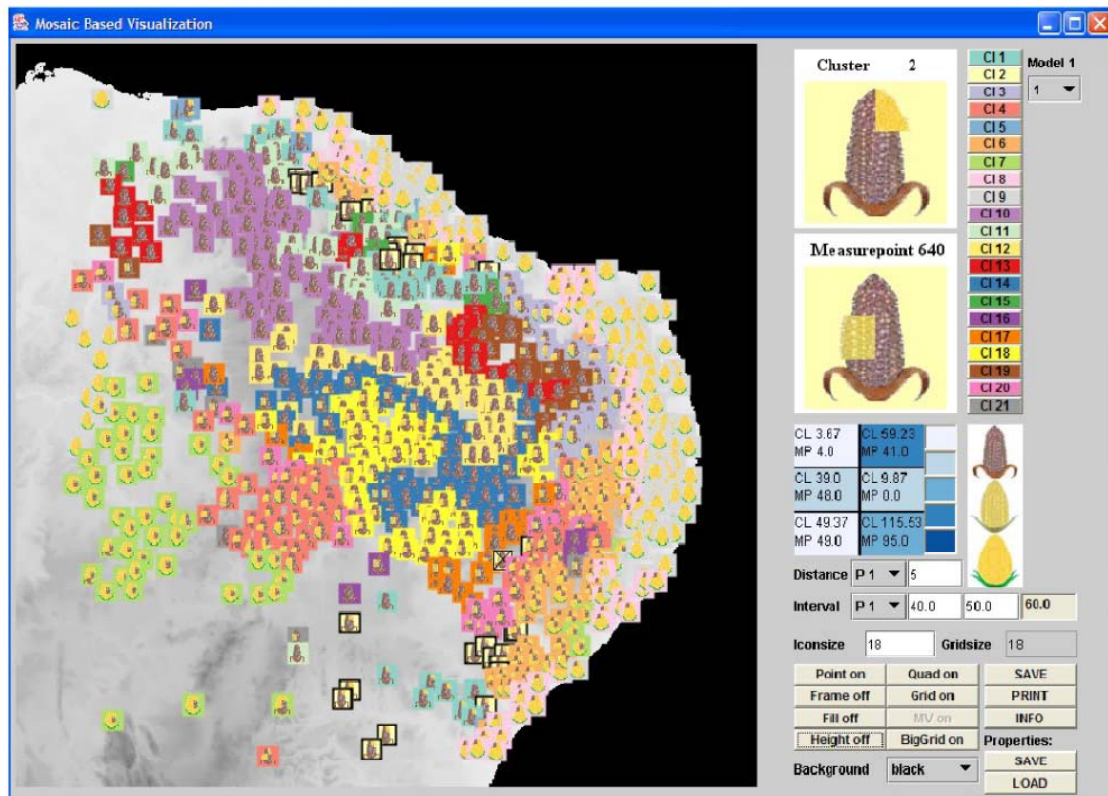 Mosaic Based Visualization
Cluster 2
Measurepoint 640
Cl 1
Cl 2
Cl 3
Cl 4
Cl 5
Cl 6
Cl 7
Cl 8
Cl 9
Cl 10
Cl 11
Cl 12
Cl 13
Cl 14
Cl 15
Cl 16
Cl 17
Cl 18
Cl 19
Cl 20
Cl 21
Model 1
1
CL 3.67 CL 59.23
MP 4.0 MP 41.0
CL 39.0 CL 9.87
MP 48.0 MP 0.0
CL 49.37 CL 115.53
MP 49.0 MP 95.0
Distance P 1 5
Interval P 1 40.0 50.0 60.0
Iconsize 18 Gridsize 18
Point on Quad on SAVE
Frame off Grid on PRINT
Fill off MV on INFO
Height off BigGrid on Properties:
SAVE
Background black LOAD